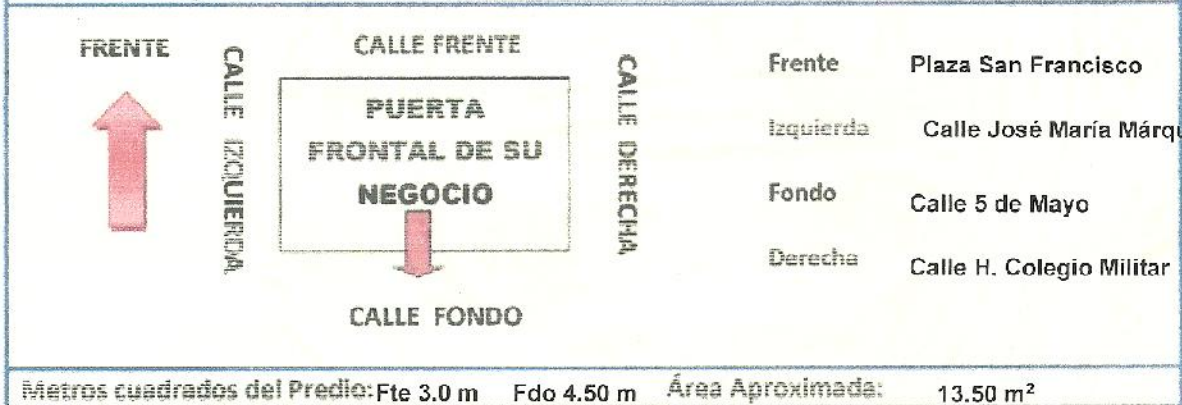 FRENTE
CALLE IZQUIERDA
CALLE FRENTE
PUERTA
FRONTAL DE SU
NEGOCIO
CALLE FONDO
CALLE DERECHA
Frente Plaza San Francisco
Izquierda Calle José María
Fondo Calle 5 de Mayo
Derecha Calle H. Colegio Militar
Metros cuadrados del Predio: Fte 3.0 m Fdo 4.50 m Área Aproximada: 13.50 m²